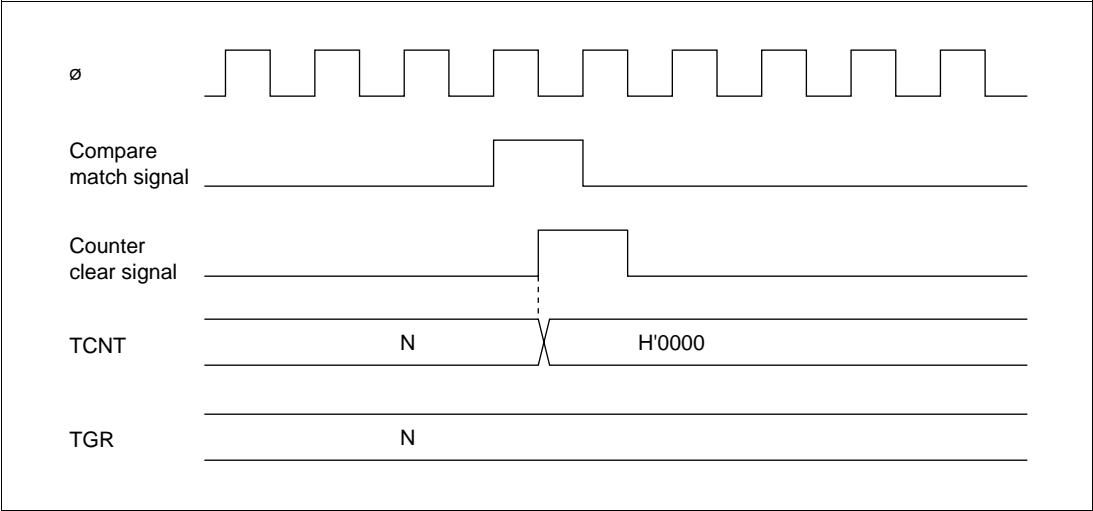 ø
Compare
match signal
Counter
clear signal
TCNT N H'0000
TGR N